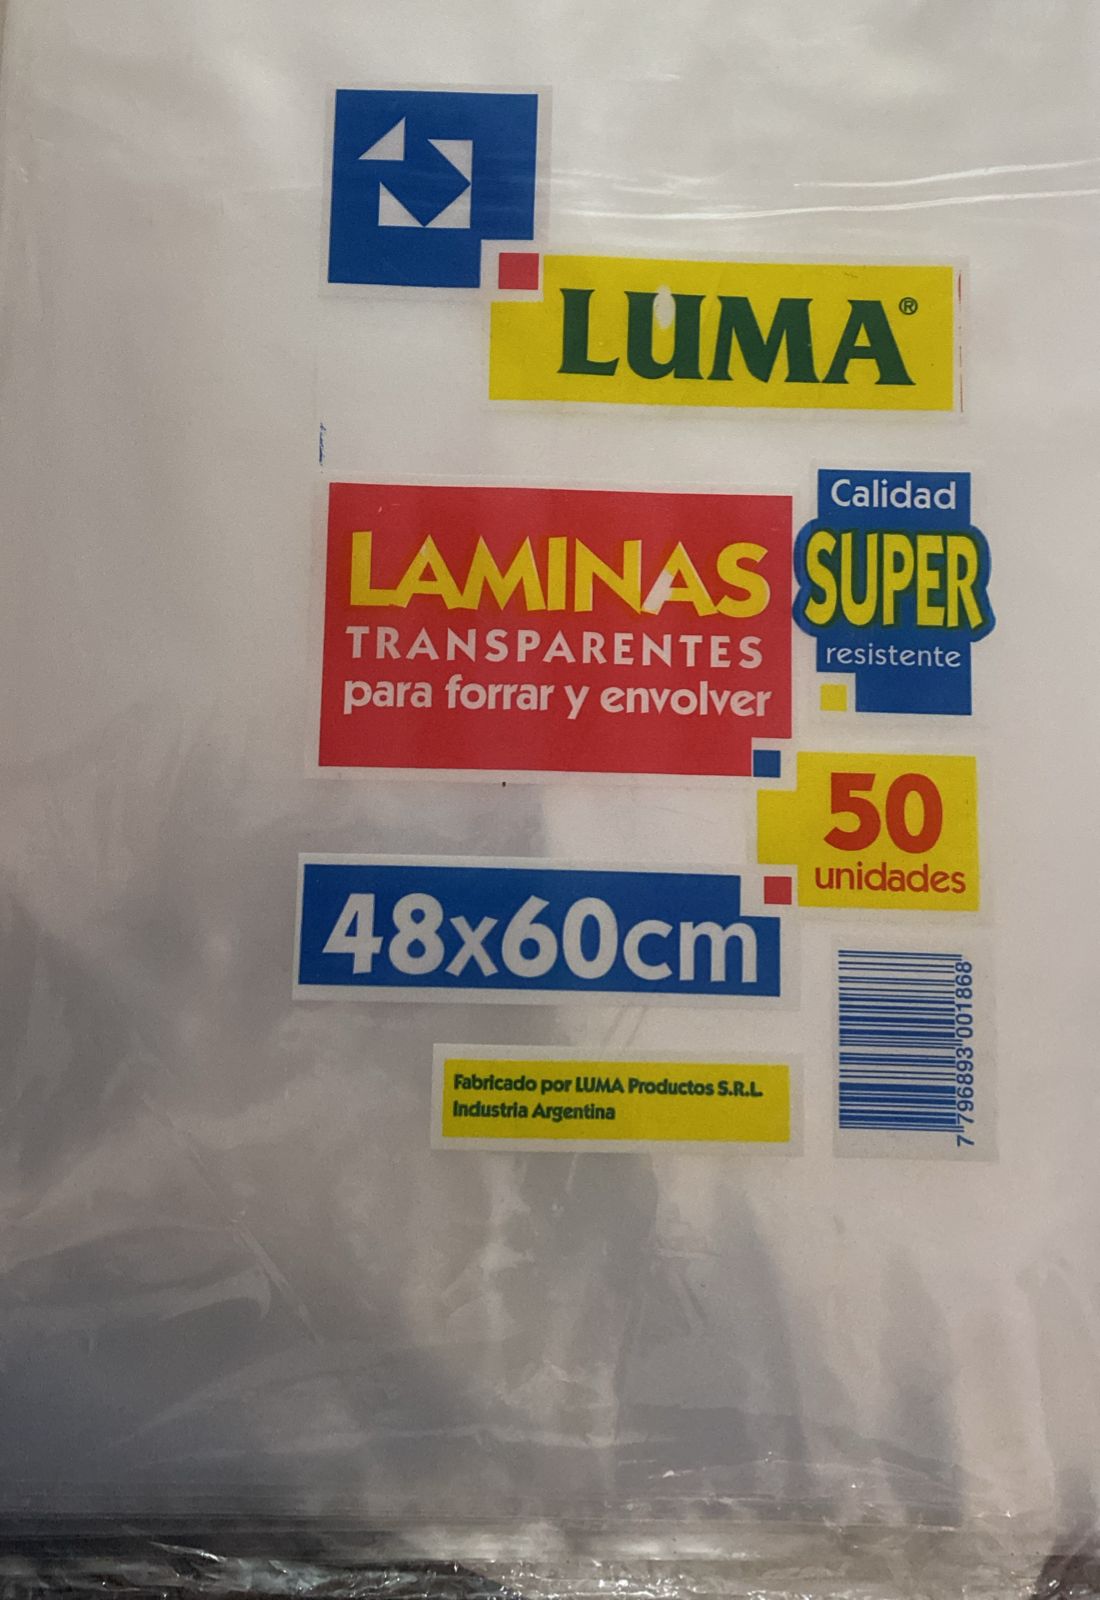 LUMA®
LAMINAS
TRANSPARENTES
para forrar y envolver
Calidad
SUPER
resistente
50
unidades
48x60cm
Fabricado por LUMA Productos S.R.L.
Industria Argentina
7 796893 001868